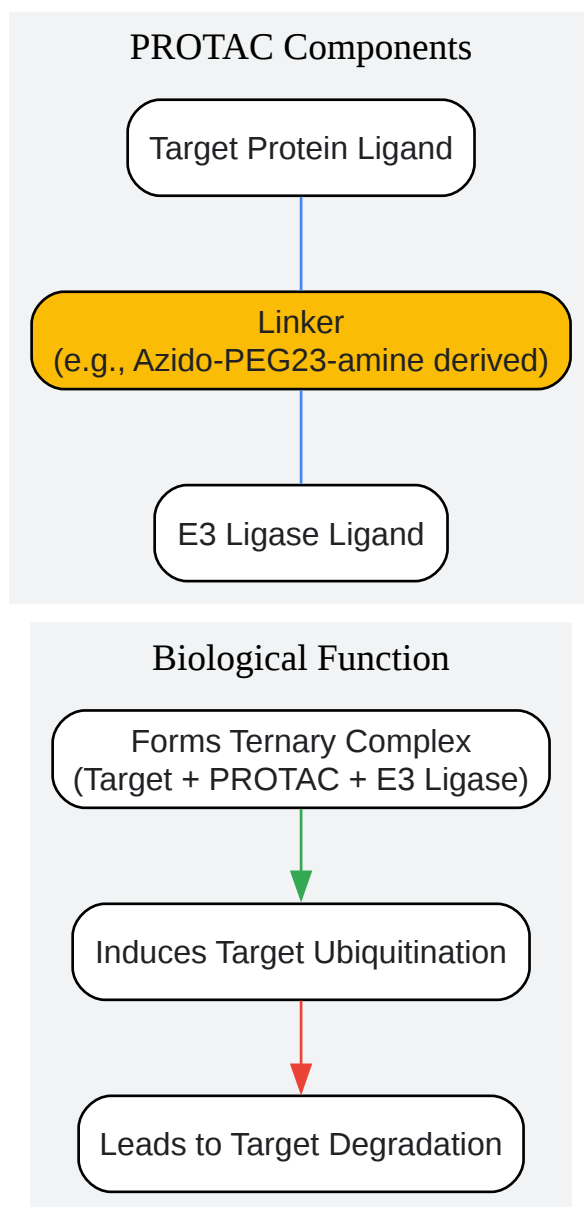 PROTAC Components
Target Protein Ligand
Linker
(e.g., Azido-PEG23-amine derived)
E3 Ligase Ligand
Biological Function
Forms Ternary Complex
(Target + PROTAC + E3 Ligase)
Induces Target Ubiquitination
Leads to Target Degradation